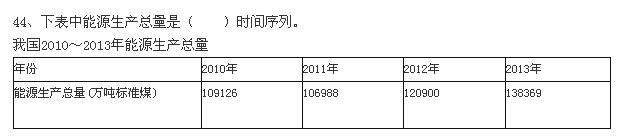 44、下表中能源生产总量是（　　）时间序列。
我国2010～2013年能源生产总量
年份 2010年 2011年 2012年 2013年
能源生产总量(万吨标准煤） 109126 106988 120900 138369